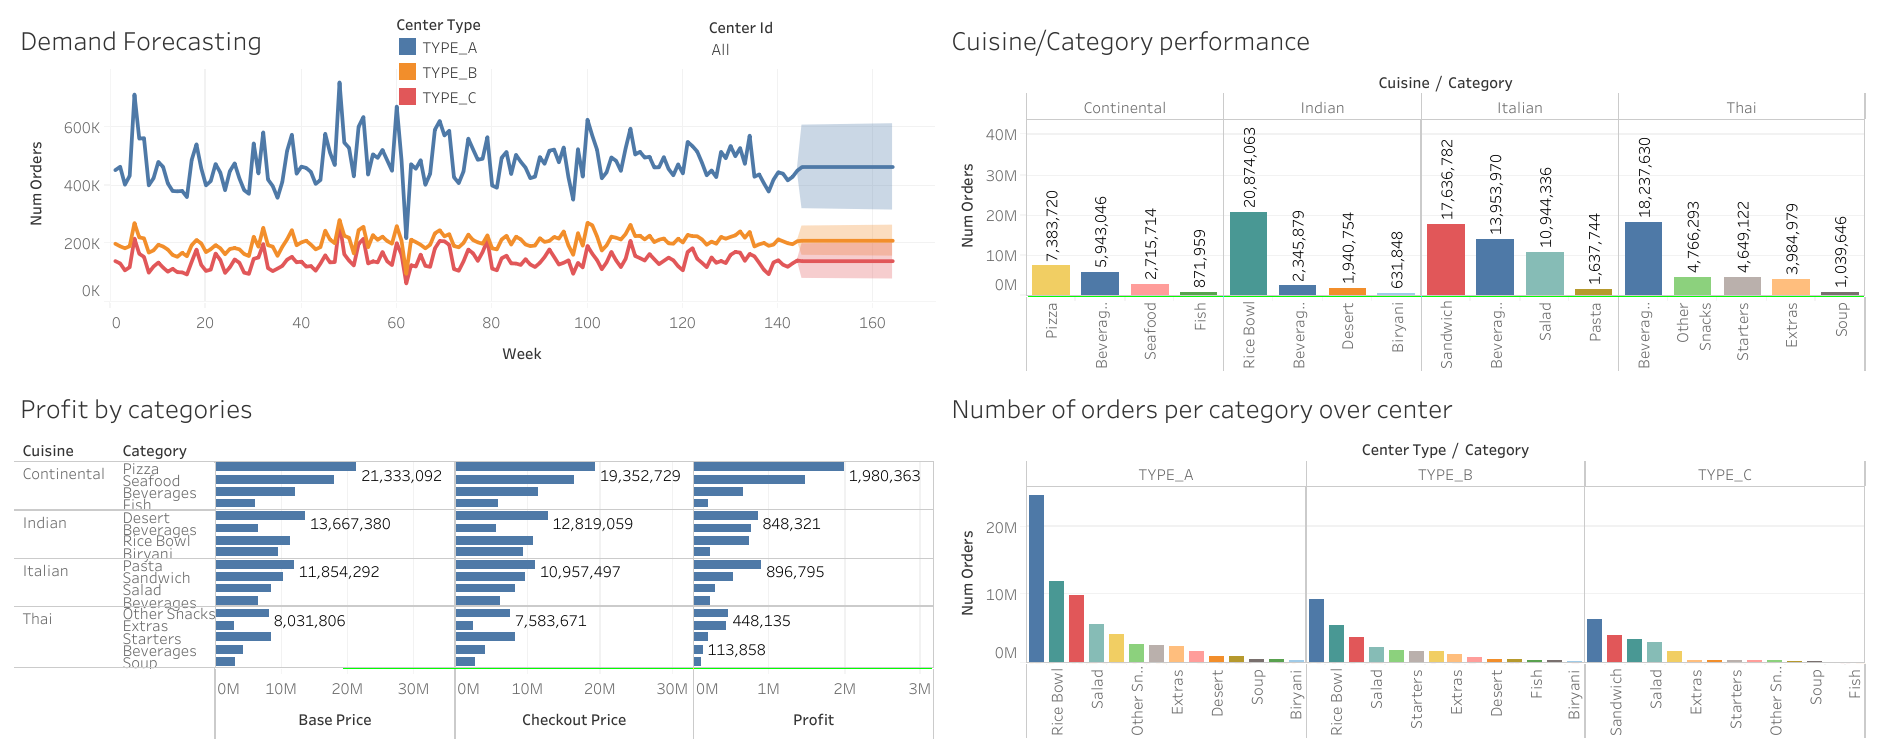 Demand Forecasting
Center Type
TYPE_A
TYPE_B
TYPE_C
Center Id
All
Num Orders
600K
400K
200K
0K
0 20 40 60 80 100 120 140 160
Week
Cuisine/Category performance
Cuisine / Category
Continental Indian Italian Thai
Num Orders
40M
30M
20M
10M
0M
7,383,720 5,943,046 2,715,714 871,959 20,874,063 2,345,879 1,940,754 631,848 17,636,782 13,953,970 10,944,336 1,637,744 18,237,630 4,766,293 4,649,122 3,984,979 1,039,646
Pizza Beverag.. Seafood Fish Rice Bowl Beverag.. Desert Biryani Sandwich Beverag.. Salad Pasta Beverag.. Other Snacks Starters Extras Soup
Profit by categories
Cuisine Category
Continental
Pizza 21,333,092 19,352,729 1,980,363
Seafood
Beverages
Fish
Indian
Desert 13,667,380 12,819,059 848,321
Beverages
Rice Bowl
Biryani
Italian
Pasta 11,854,292 10,957,497 896,795
Sandwich
Salad
Beverages
Thai
Other Snacks 8,031,806 7,583,671 448,135
Extras
Starters
Beverages 113,858
Soup
0M 10M 20M 30M 0M 10M 20M 30M 0M 1M 2M 3M
Base Price Checkout Price Profit
Number of orders per category over center
Center Type / Category
TYPE_A TYPE_B TYPE_C
Num Orders
20M
10M
0M
Rice Bowl Salad Other Sn.. Extras Desert Soup Biryani Rice Bowl Salad Starters Extras Desert Fish Biryani Sandwich Salad Extras Starters Other Sn.. Soup Fish